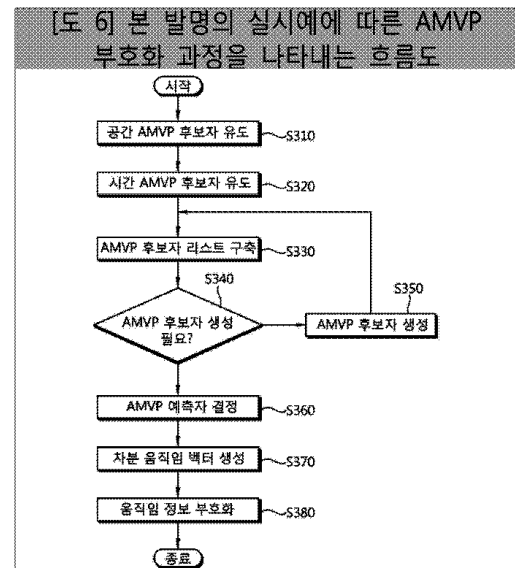 [도 6] 본 발명의 실시예에 따른 AMVP
부호화 과정을 나타내는 흐름도
시작
공간 AMVP 후보자 유도
S310
시간 AMVP 후보자 유도
S320
AMVP 후보자 리스트 구축
S330
S340
AMVP 후보자 생성
필요?
S350
AMVP 후보자 생성
AMVP 예측자 결정
S360
차분 움직임 벡터 생성
S370
움직임 정보 부호화
S380
종료